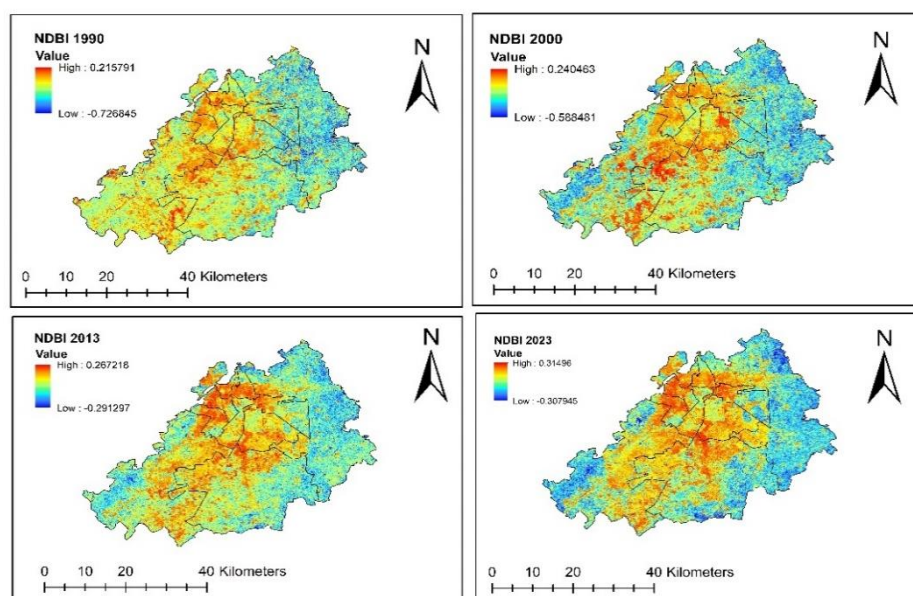 NDBI 1990
Value
High : 0.215791
Low : -0.726845
N
0 10 20 40 Kilometers
NDBI 2000
Value
High : 0.240463
Low : -0.588481
N
0 10 20 40 Kilometers
NDBI 2013
Value
High : 0.267218
Low : -0.291297
N
0 10 20 40 Kilometers
NDBI 2023
Value
High : 0.31496
Low : -0.307945
N
0 10 20 40 Kilometers